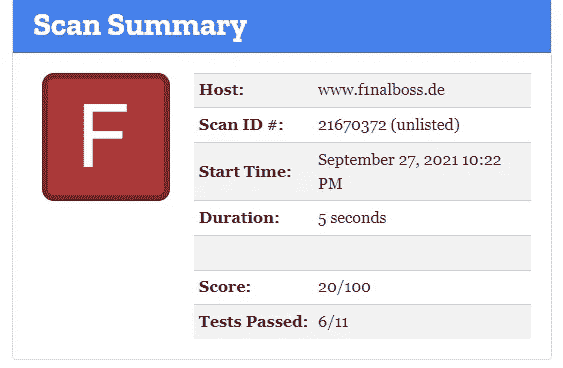 Scan Summary
F
Host: www.f1nalboss.de
Scan ID #: 21670372 (unlisted)
Start Time: September 27, 2021 10:22
PM
Duration: 5 seconds
Score: 20/100
Tests Passed: 6/11